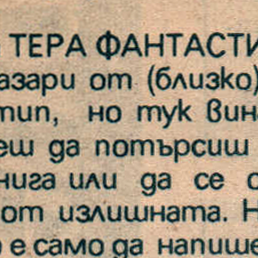 ТЕРА ФАНТАСТИ
азари от (близко)
тип, но тук вина
еш да потърсиш
нига или да се
от излишната. Н
е само да напише